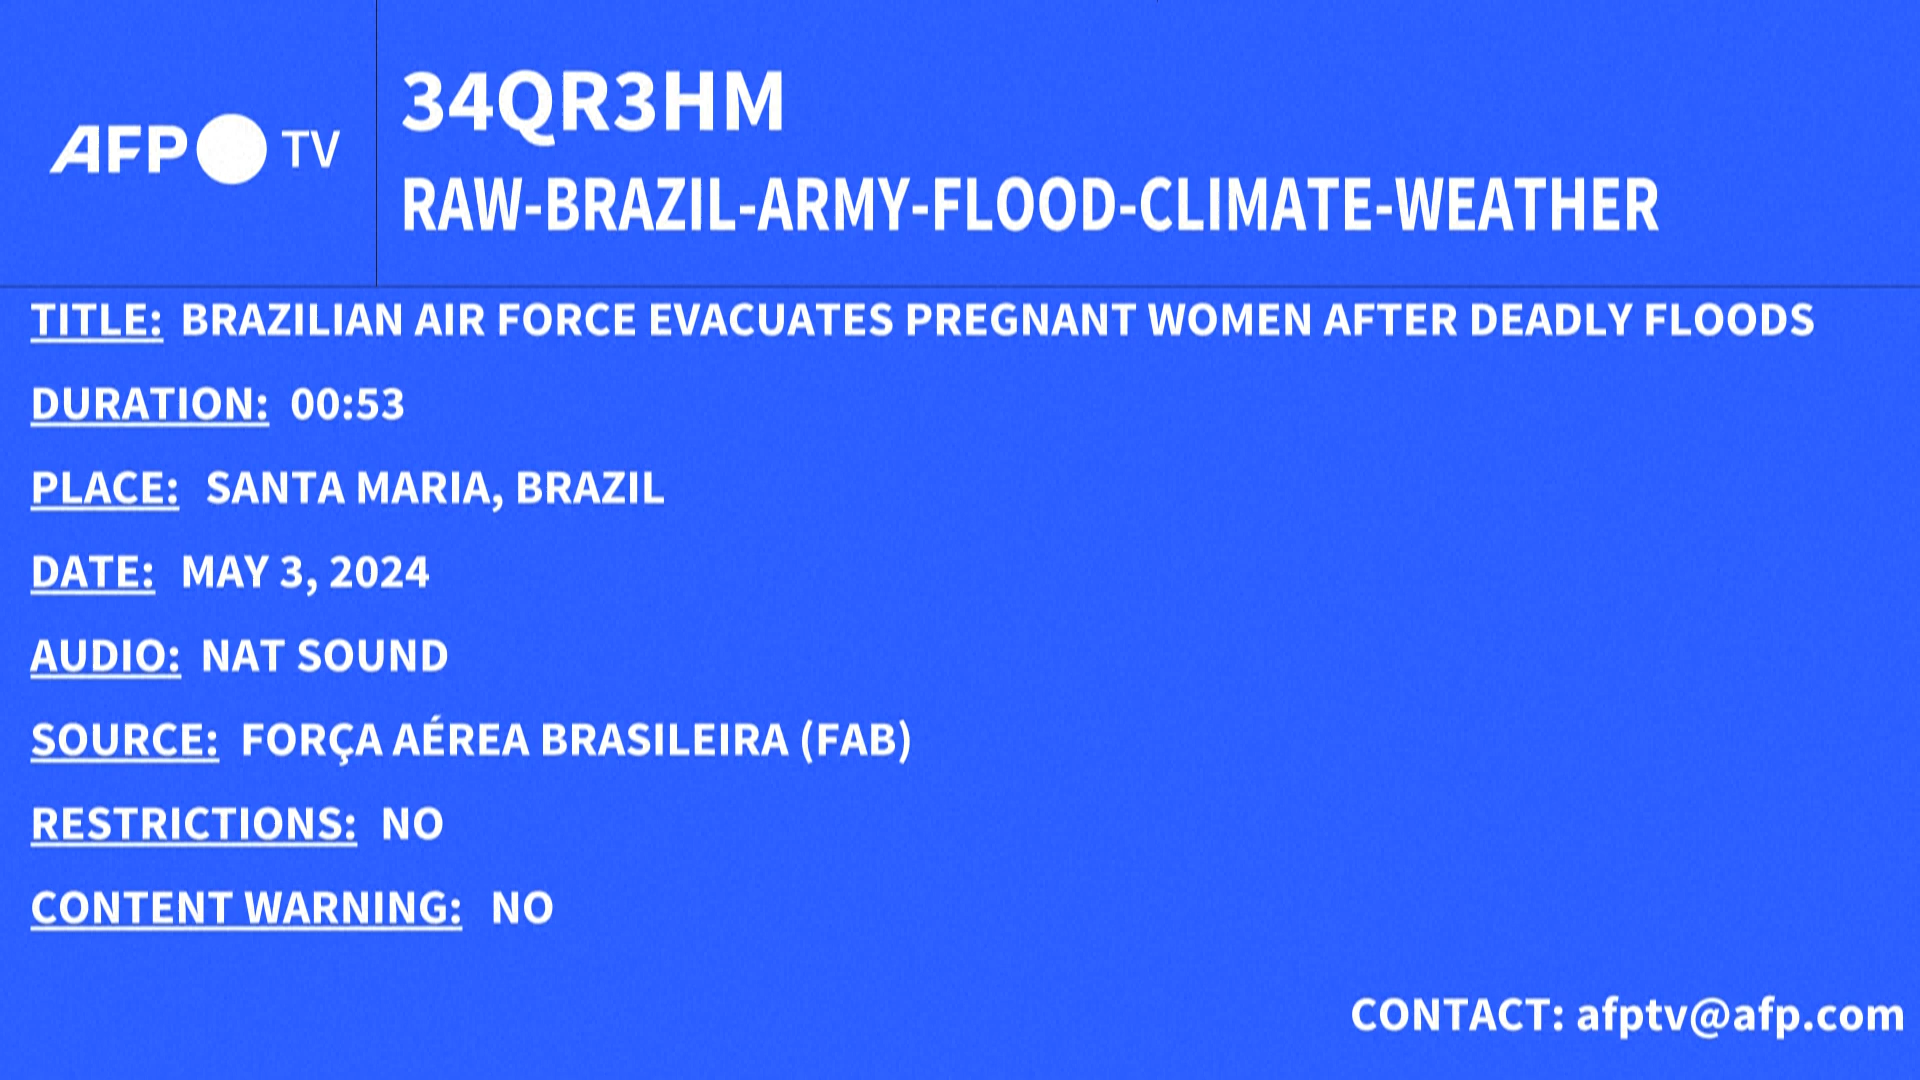 AFP TV
34QR3HM
RAW-BRAZIL-ARMY-FLOOD-CLIMATE-WEATHER
TITLE: BRAZILIAN AIR FORCE EVACUATES PREGNANT WOMEN AFTER DEADLY FLOODS
DURATION: 00:53
PLACE: SANTA MARIA, BRAZIL
DATE: MAY 3, 2024
AUDIO: NAT SOUND
SOURCE: FORÇA AÉREA BRASILEIRA (FAB)
RESTRICTIONS: NO
CONTENT WARNING: NO
CONTACT: afptv@afp.com